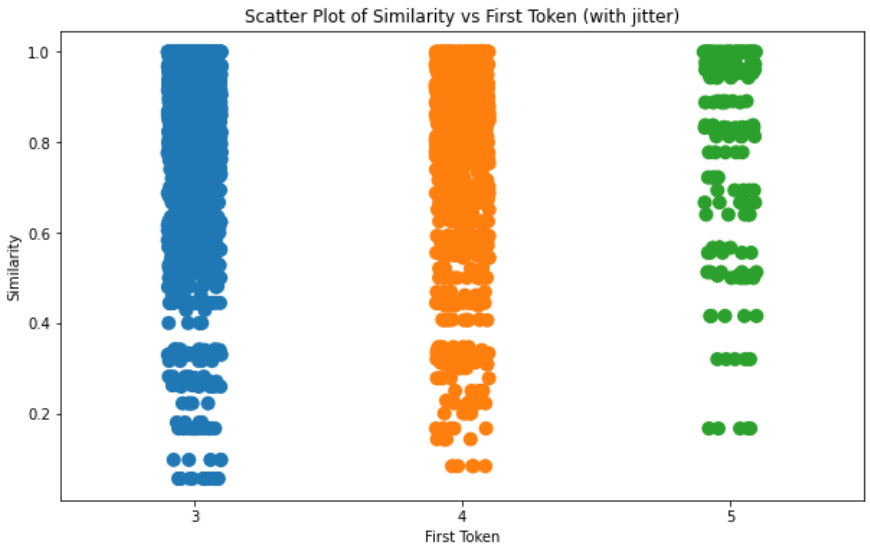 Scatter Plot of Similarity vs First Token (with jitter)
1.0
0.8
0.6
0.4
0.2
Similarity
3 4 5
First Token